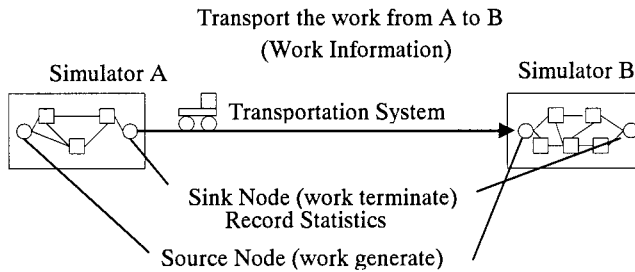 Transport the work from A to B
(Work Information)
Simulator A
Simulator B
Transportation System
Sink Node (work terminate)
Record Statistics
Source Node (work generate)